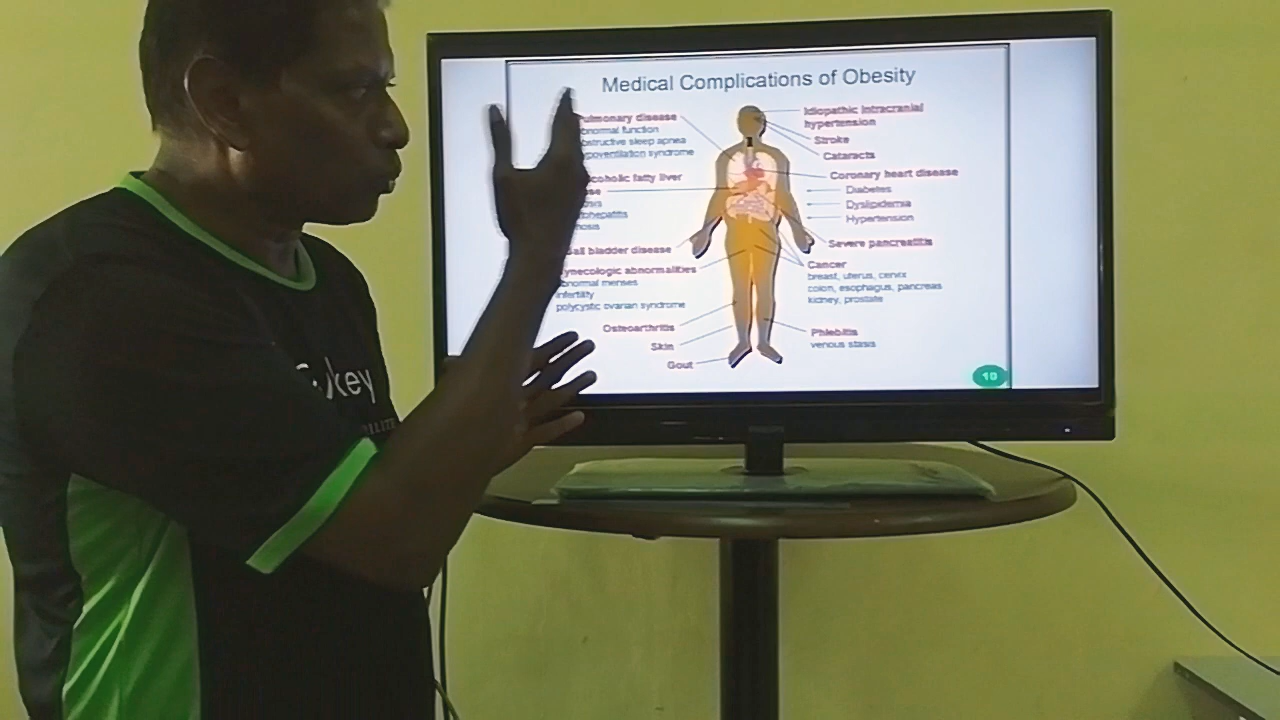 Medical Complications of Obesity
ulmonary disease
bnormal function
bstructive sleep apnea
ypoventilation syndrome
coholic fatty liver
se
osis
ohepatitis
hosis
Gall bladder disease
ynecologic abnormalities
bnormal menses
infertility
polycystic ovarian syndrome
Osteoarthritis
Skin
Gout
Idiopathic intracranial
hypertension
Stroke
Cataracts
Coronary heart disease
Diabetes
Dyslipidemia
Hypertension
Severe pancreatitis
Cancer
breast, uterus, cervix
colon, esophagus, pancreas
kidney, prostate
Phlebitis
venous stasis
10
key